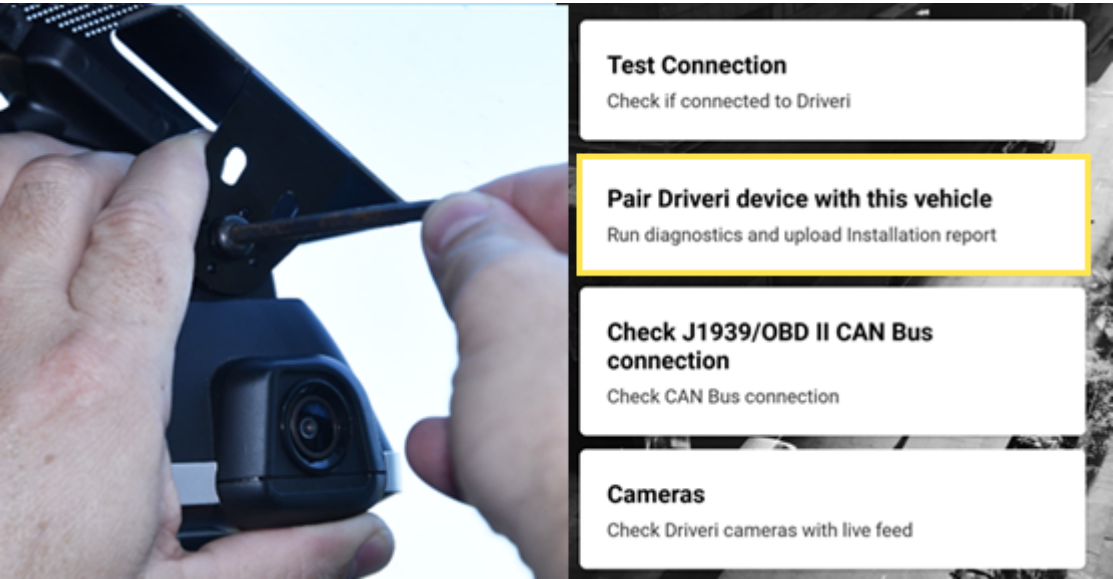 Test Connection
Check if connected to Driveri
Pair Driveri device with this vehicle
Run diagnostics and upload Installation report
Check J1939/OBD II CAN Bus
connection
Check CAN Bus connection
Cameras
Check Driveri cameras with live feed